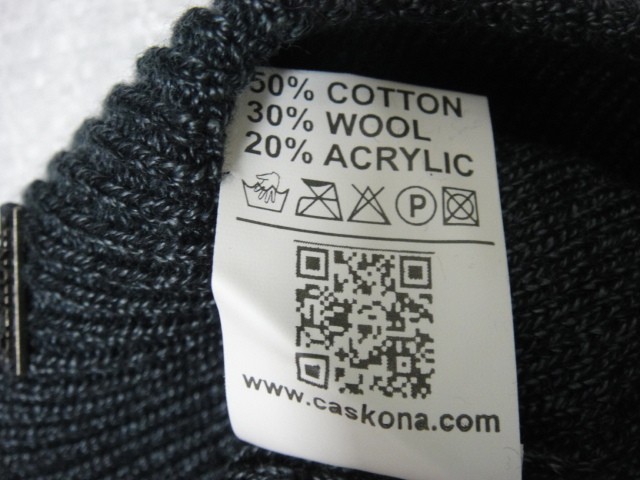 50% COTTON
30% WOOL
20% ACRYLIC
P
www.caskona.com